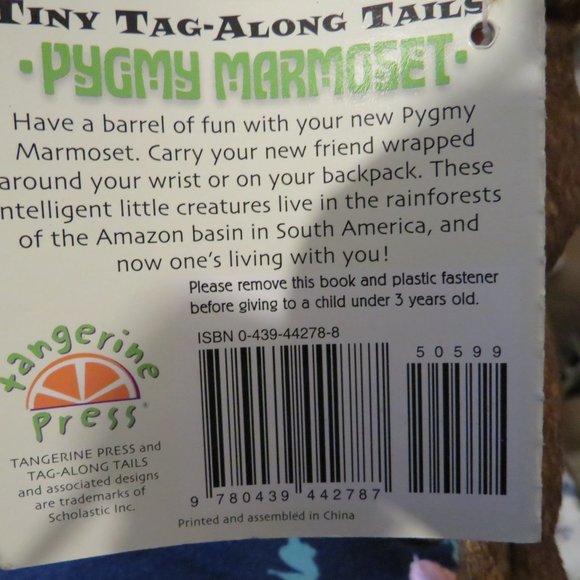 TINY TAG-ALONG TAILS
• PYGMY MARMOSET •
Have a barrel of fun with your new Pygmy
Marmoset. Carry your new friend wrapped
around your wrist or on your backpack. These
intelligent little creatures live in the rainforests
of the Amazon basin in South America, and
now one's living with you!
Please remove this book and plastic fastener
before giving to a child under 3 years old.
ISBN 0-439-44278-8
50599
tangerine
Press®
TANGERINE PRESS and
TAG-ALONG TAILS
and associated designs
are trademarks of
Scholastic Inc.
9 780439 442787
Printed and assembled in China